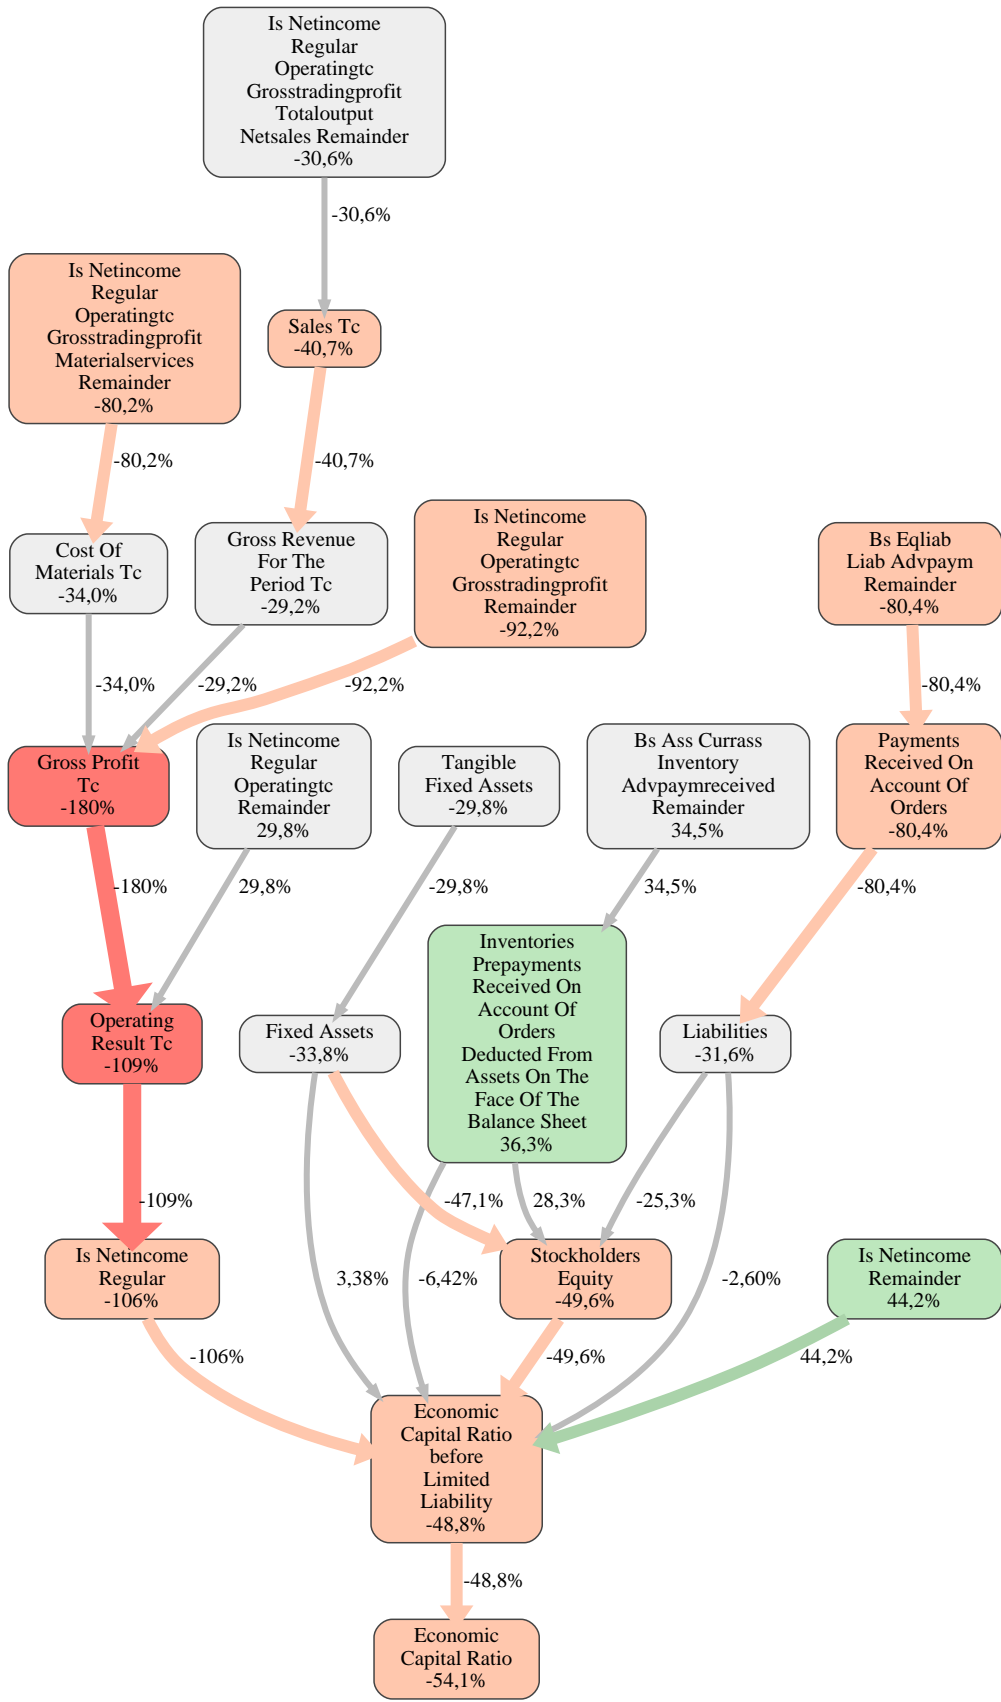 Is Netincome
Regular
Operatingtc
Grosstradingprofit
Totaloutput
Netsales Remainder
-30,6%
-30,6%
Is Netincome
Regular
Operatingtc
Grosstradingprofit
Materialservices
Remainder
-80,2%
Sales Tc
-40,7%
-80,2%
-40,7%
Cost Of
Materials Tc
-34,0%
Gross Revenue
For The
Period Tc
-29,2%
Is Netincome
Regular
Operatingtc
Grosstradingprofit
Remainder
-92,2%
Bs Eqliab
Liab Advpaym
Remainder
-80,4%
-34,0%
-29,2%
-92,2%
-80,4%
Gross Profit
Tc
-180%
Is Netincome
Regular
Operatingtc
Remainder
29,8%
Tangible
Fixed Assets
-29,8%
Bs Ass Currass
Inventory
Advpaymreceived
Remainder
34,5%
Payments
Received On
Account Of
Orders
-80,4%
-180%
29,8%
-29,8%
34,5%
-80,4%
Operating
Result Tc
-109%
Fixed Assets
-33,8%
Inventories
Prepayments
Received On
Account Of
Orders
Deducted From
Assets On The
Face Of The
Balance Sheet
36,3%
Liabilities
-31,6%
-109%
-47,1%
28,3%
-25,3%
Is Netincome
Regular
-106%
3,38%
-6,42%
Stockholders
Equity
-49,6%
-2,60%
Is Netincome
Remainder
44,2%
-106%
-49,6%
44,2%
Economic
Capital Ratio
before
Limited
Liability
-48,8%
-48,8%
Economic
Capital Ratio
-54,1%